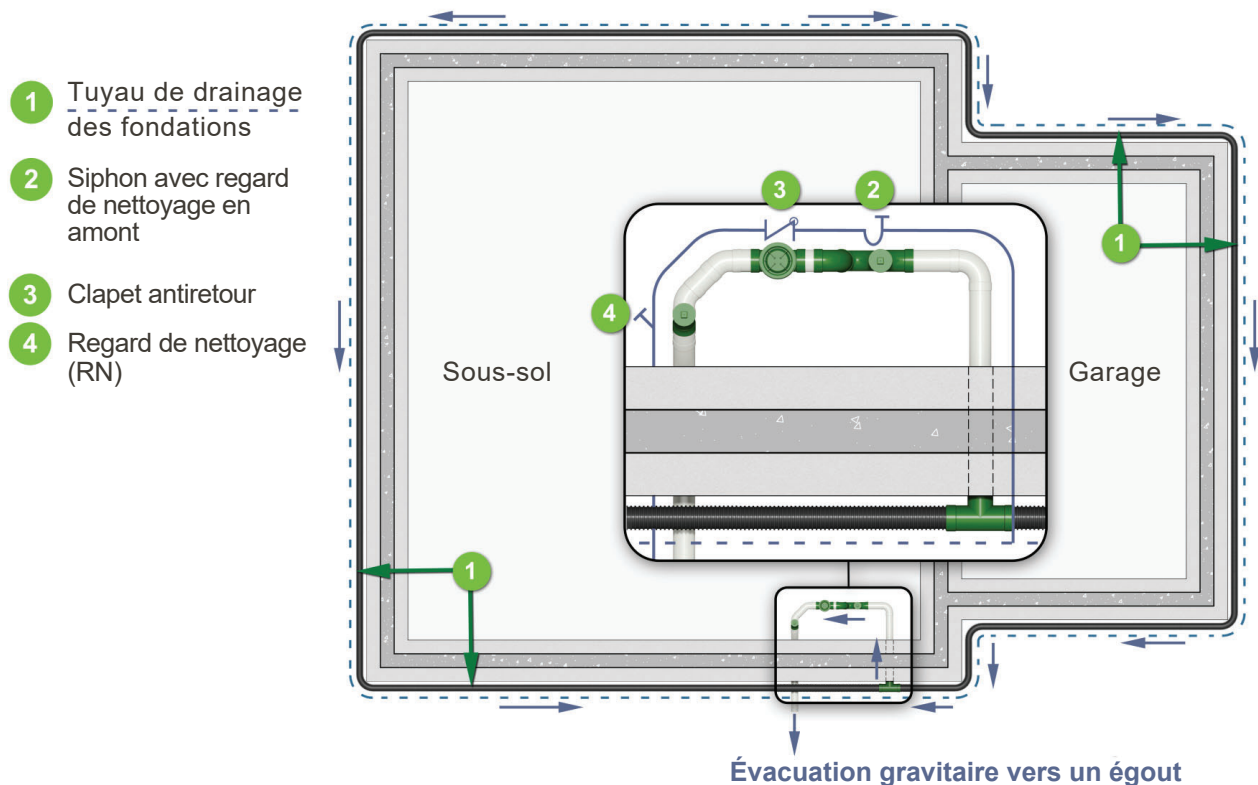 1 Tuyau de drainage
des fondations
2 Siphon avec regard
de nettoyage en
amont
3 Clapet antiretour
4 Regard de nettoyage
(RN)
3
2
4
1
Sous-sol
Garage
1
Évacuation gravitaire vers un égout